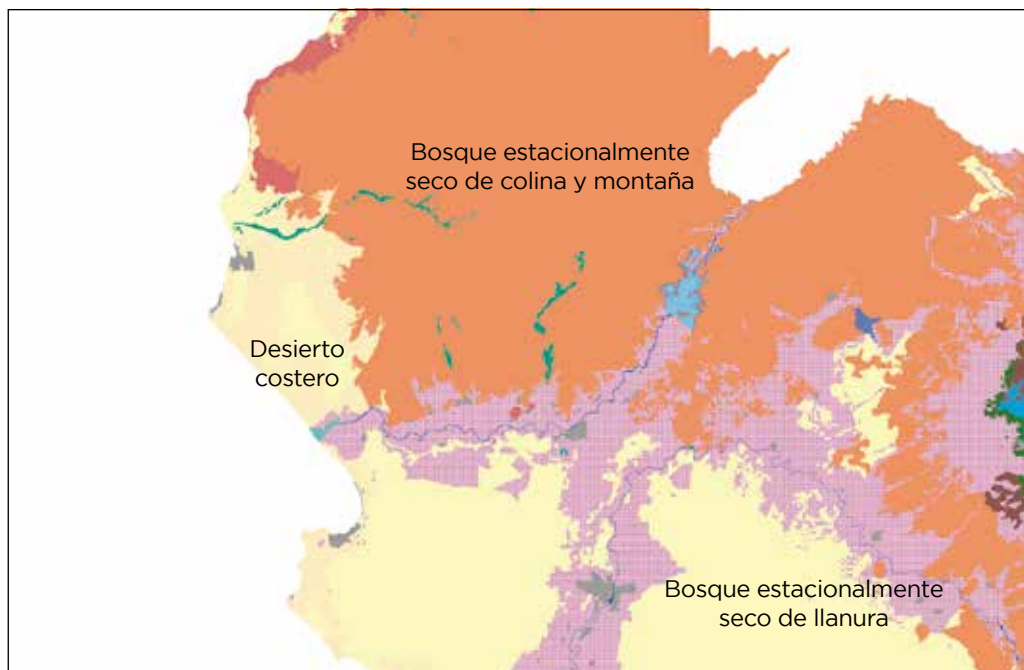 Bosque estacionalmente
seco de colina y montaña
Desierto
costero
Bosque estacionalmente
seco de llanura